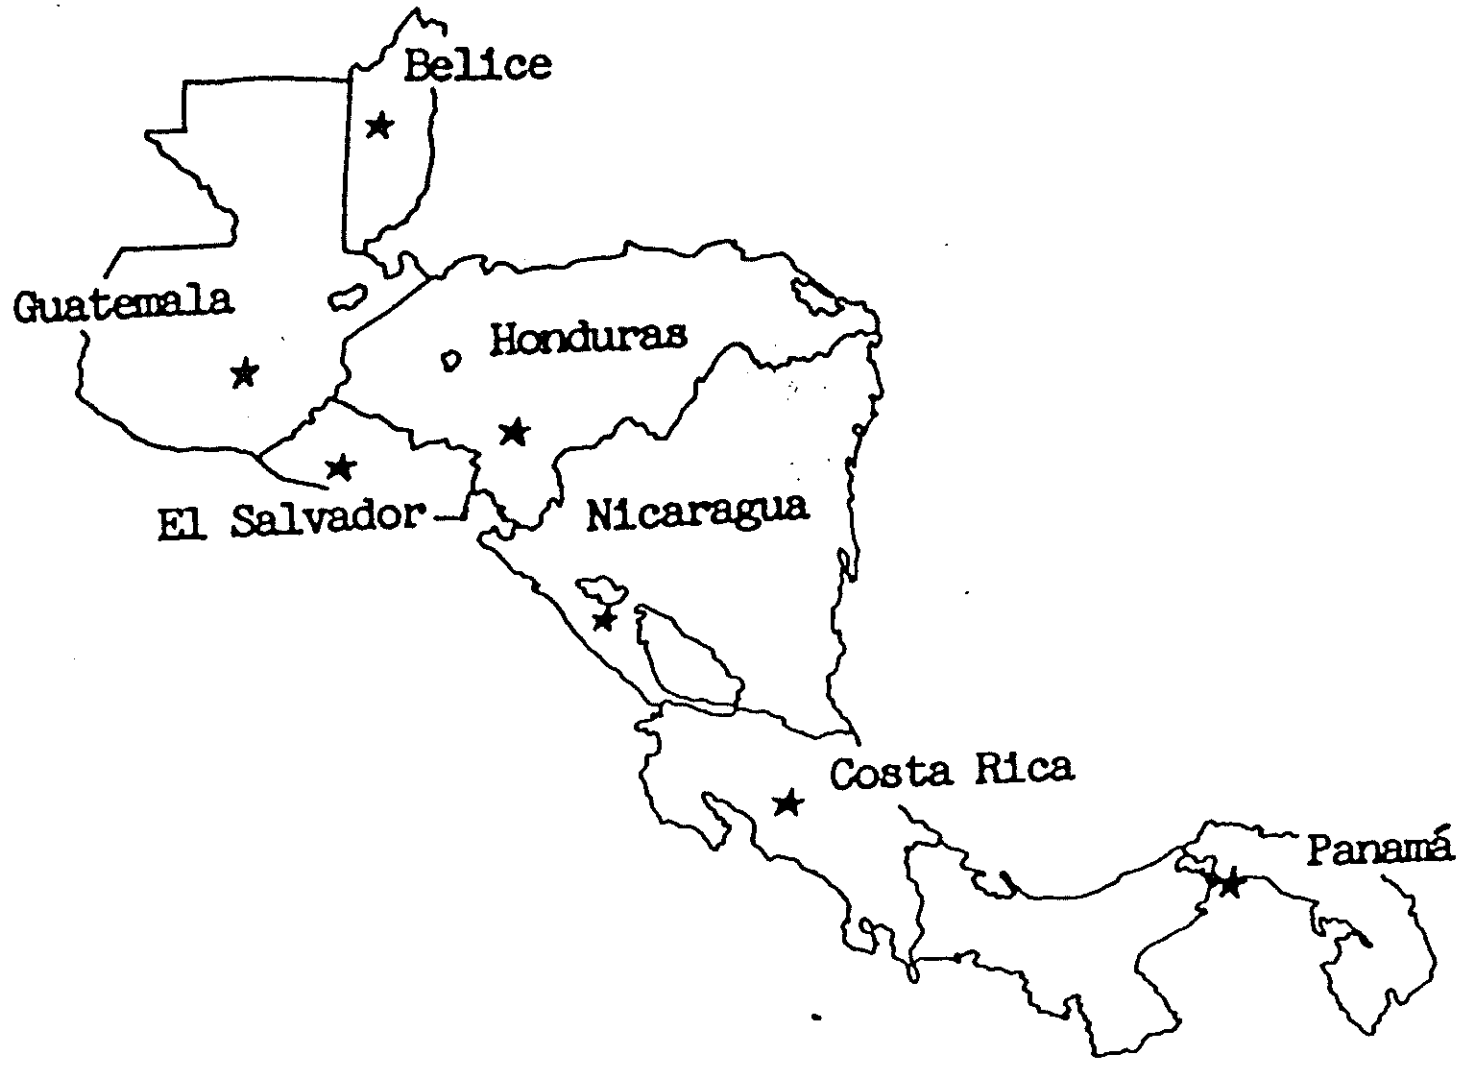 Belice
Guatemala
Honduras
El Salvador
Nicaragua
Costa Rica
Panamá